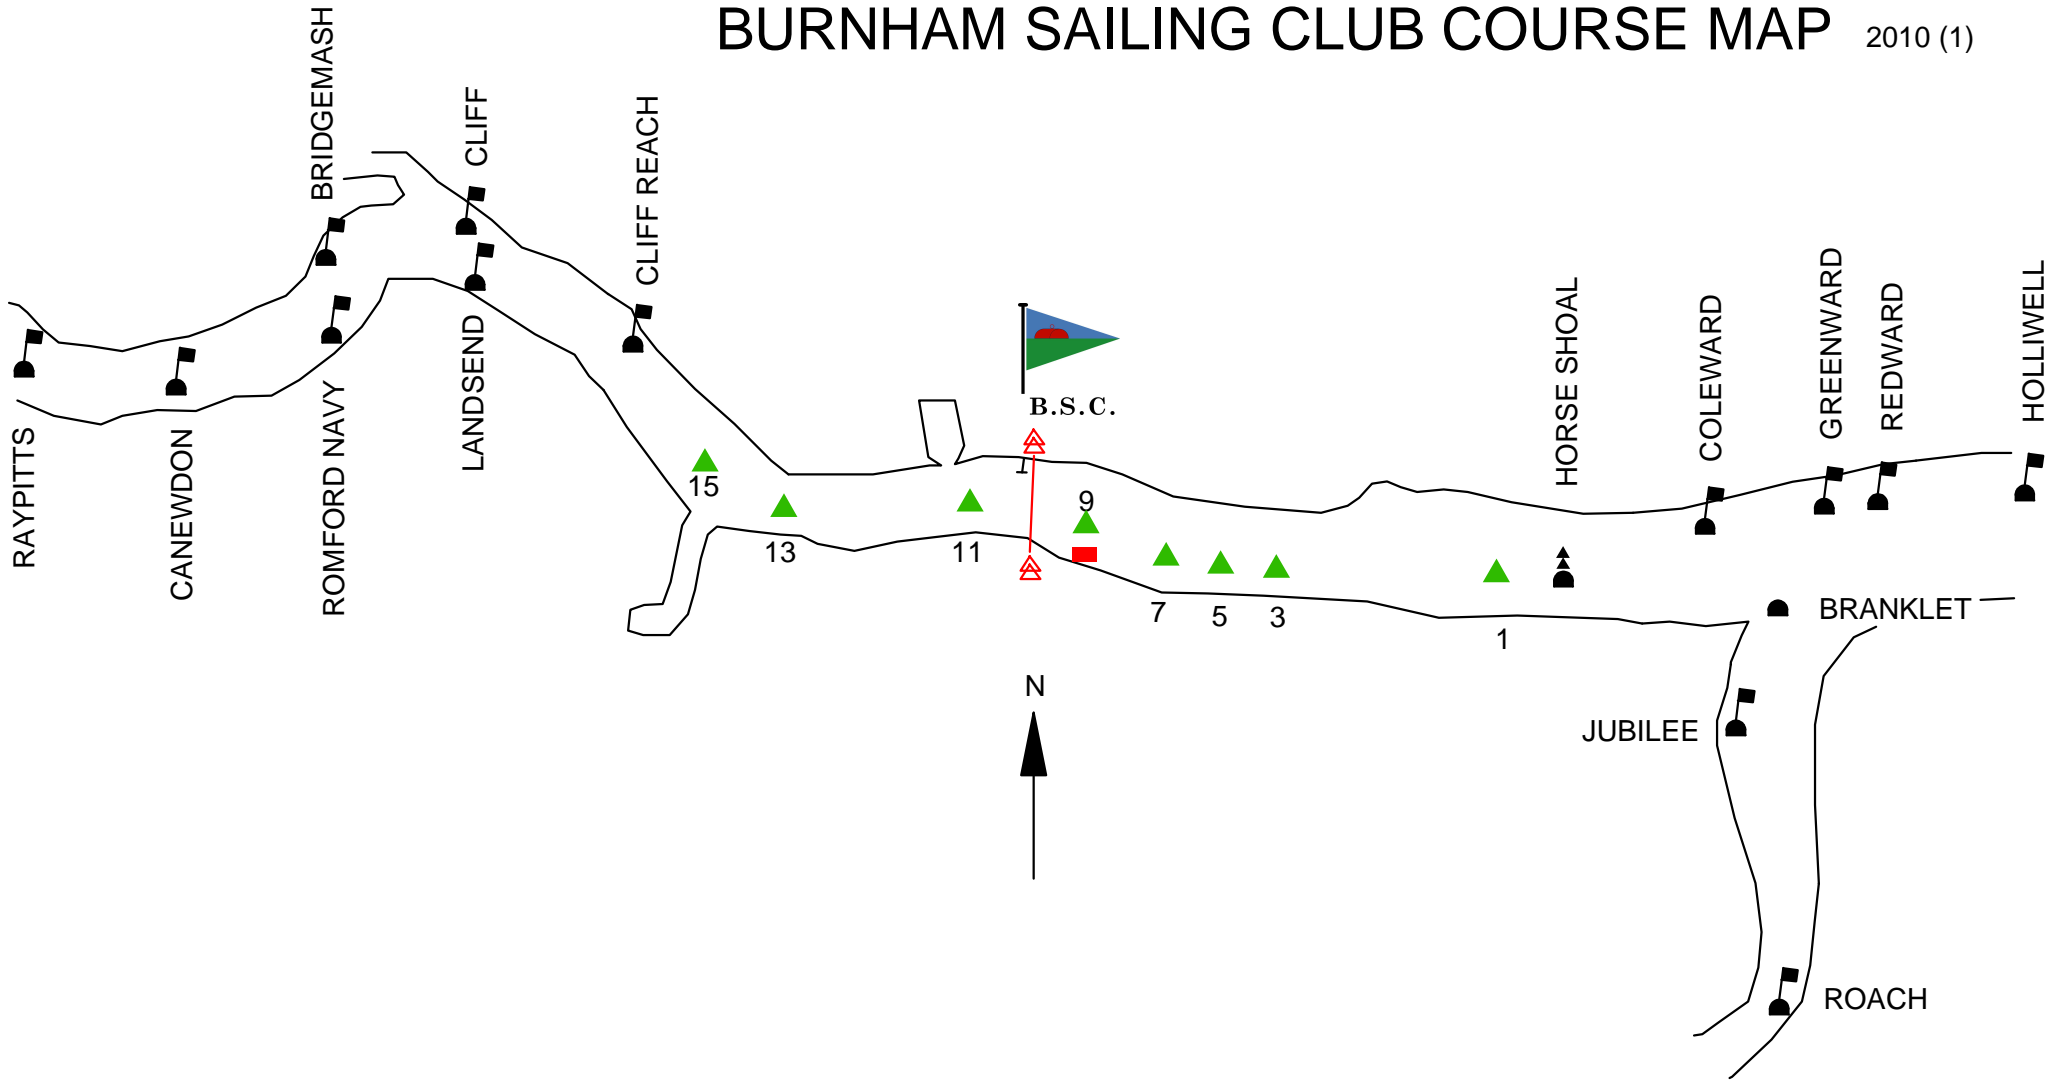 BURNHAM SAILING CLUB COURSE MAP 2010 (1)
BRIDGEMASH
CLIFF
CLIFF REACH
RAYPITTS
CANEWDON
ROMFORD NAVY
LANDSEND
B.S.C.
HORSE SHOAL
COLEWARD
GREENWARD
REDWARD
HOLLIWELL
15
13
11
9
7
5
3
1
BRANKLET
N
JUBILEE
ROACH